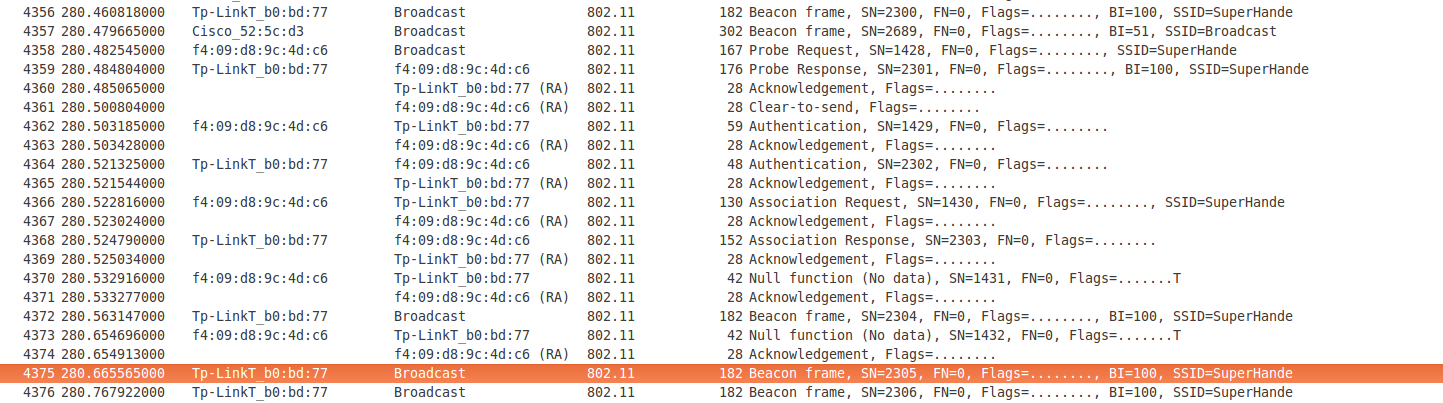 4356 280.460818000 Tp-LinkT_b0:bd:77 Broadcast 802.11 182 Beacon frame, SN=2300, FN=0, Flags=........, BI=100, SSID=SuperHande
4357 280.479665000 Cisco_52:5c:d3 Broadcast 802.11 302 Beacon frame, SN=2689, FN=0, Flags=........, BI=51, SSID=Broadcast
4358 280.482545000 f4:09:d8:9c:4d:c6 Broadcast 802.11 167 Probe Request, SN=1428, FN=0, Flags=........, SSID=SuperHande
4359 280.484804000 Tp-LinkT_b0:bd:77 f4:09:d8:9c:4d:c6 802.11 176 Probe Response, SN=2301, FN=0, Flags=........, BI=100, SSID=SuperHande
4360 280.485065000 Tp-LinkT_b0:bd:77 (RA) 802.11 28 Acknowledgement, Flags=........
4361 280.500804000 f4:09:d8:9c:4d:c6 (RA) 802.11 28 Clear-to-send, Flags=........
4362 280.503185000 f4:09:d8:9c:4d:c6 Tp-LinkT_b0:bd:77 802.11 59 Authentication, SN=1429, FN=0, Flags=........
4363 280.503428000 f4:09:d8:9c:4d:c6 (RA) 802.11 28 Acknowledgement, Flags=........
4364 280.521325000 Tp-LinkT_b0:bd:77 f4:09:d8:9c:4d:c6 802.11 48 Authentication, SN=2302, FN=0, Flags=........
4365 280.521544000 Tp-LinkT_b0:bd:77 (RA) 802.11 28 Acknowledgement, Flags=........
4366 280.522816000 f4:09:d8:9c:4d:c6 Tp-LinkT_b0:bd:77 802.11 130 Association Request, SN=1430, FN=0, Flags=........, SSID=SuperHande
4367 280.523024000 f4:09:d8:9c:4d:c6 (RA) 802.11 28 Acknowledgement, Flags=........
4368 280.524790000 Tp-LinkT_b0:bd:77 f4:09:d8:9c:4d:c6 802.11 152 Association Response, SN=2303, FN=0, Flags=........
4369 280.525034000 Tp-LinkT_b0:bd:77 (RA) 802.11 28 Acknowledgement, Flags=........
4370 280.532916000 f4:09:d8:9c:4d:c6 Tp-LinkT_b0:bd:77 802.11 42 Null function (No data), SN=1431, FN=0, Flags=.......T
4371 280.533277000 f4:09:d8:9c:4d:c6 (RA) 802.11 28 Acknowledgement, Flags=........
4372 280.563147000 Tp-LinkT_b0:bd:77 Broadcast 802.11 182 Beacon frame, SN=2304, FN=0, Flags=........, BI=100, SSID=SuperHande
4373 280.654696000 f4:09:d8:9c:4d:c6 Tp-LinkT_b0:bd:77 802.11 42 Null function (No data), SN=1432, FN=0, Flags=.......T
4374 280.654913000 f4:09:d8:9c:4d:c6 (RA) 802.11 28 Acknowledgement, Flags=........
4375 280.665565000 Tp-LinkT_b0:bd:77 Broadcast 802.11 182 Beacon frame, SN=2305, FN=0, Flags=........, BI=100, SSID=SuperHande
4376 280.767922000 Tp-LinkT_b0:bd:77 Broadcast 802.11 182 Beacon frame, SN=2306, FN=0, Flags=........, BI=100, SSID=SuperHande